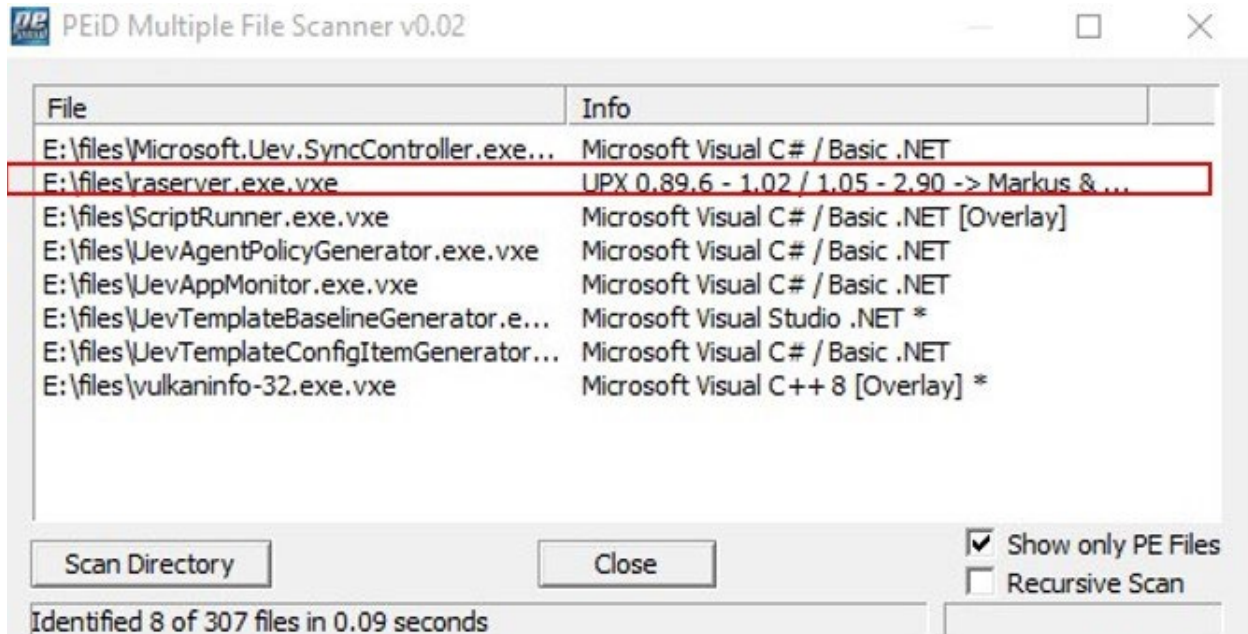 PEiD Multiple File Scanner v0.02
File Info
E:\files\Microsoft.Uev.SyncController.exe... Microsoft Visual C# / Basic .NET
E:\files\raserver.exe.vxe UPX 0.89.6 - 1.02 / 1.05 - 2.90 -> Markus & ...
E:\files\ScriptRunner.exe.vxe Microsoft Visual C# / Basic .NET [Overlay]
E:\files\UevAgentPolicyGenerator.exe.vxe Microsoft Visual C# / Basic .NET
E:\files\UevAppMonitor.exe.vxe Microsoft Visual C# / Basic .NET
E:\files\UevTemplateBaselineGenerator.e... Microsoft Visual Studio .NET *
E:\files\UevTemplateConfigItemGenerator... Microsoft Visual C# / Basic .NET
E:\files\vulkaninfo-32.exe.vxe Microsoft Visual C++ 8 [Overlay] *
Scan Directory Close Show only PE Files
Recursive Scan
Identified 8 of 307 files in 0.09 seconds